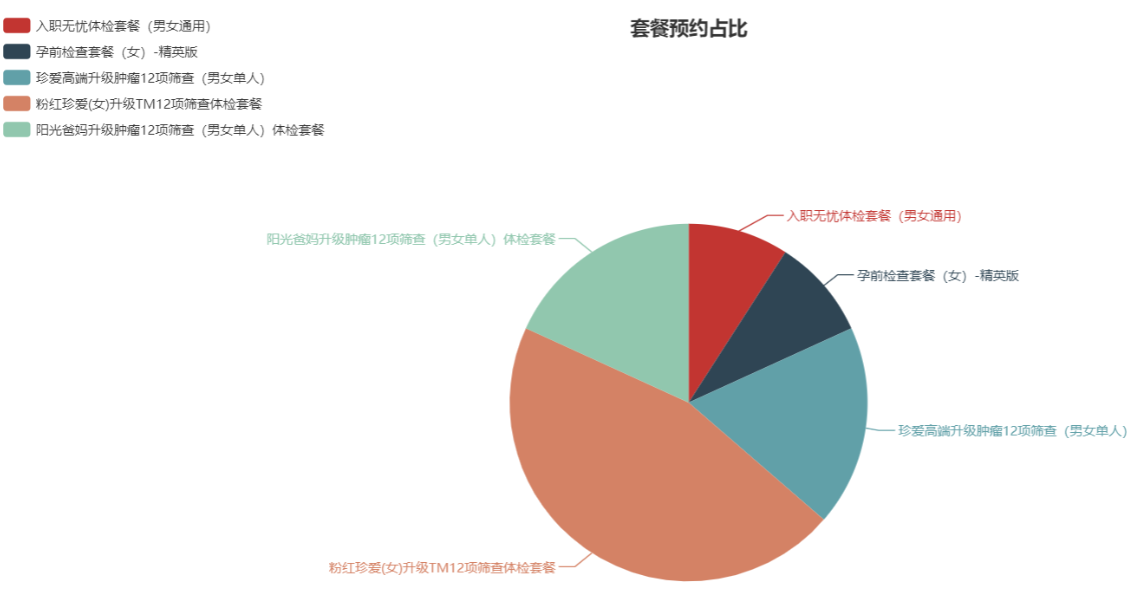 套餐预约占比
入职无忧体检套餐（男女通用）
孕前检查套餐（女）-精英版
珍爱高端升级肿瘤12项筛查（男女单人）
粉红珍爱(女)升级TM12项筛查体检套餐
阳光爸妈升级肿瘤12项筛查（男女单人）体检套餐
入职无忧体检套餐（男女通用）
阳光爸妈升级肿瘤12项筛查（男女单人）体检套餐
孕前检查套餐（女）-精英版
珍爱高端升级肿瘤12项筛查（男女单人）
粉红珍爱(女)升级TM12项筛查体检套餐